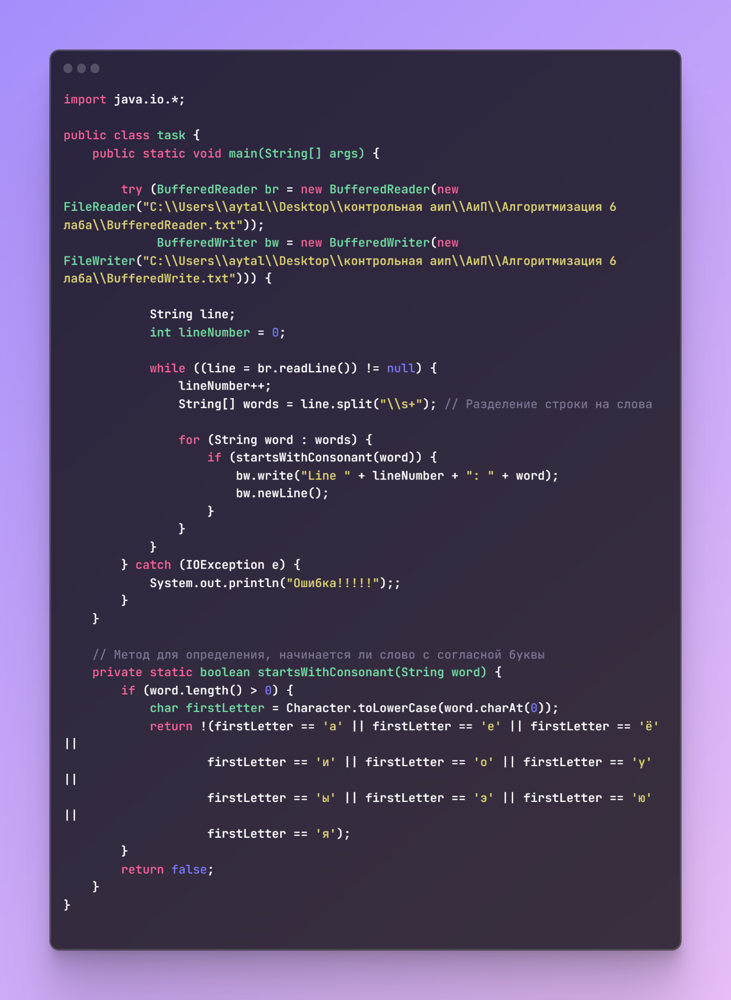 import java.io.*;

public class task {
    public static void main(String[] args) {

        try (BufferedReader br = new BufferedReader(new
FileReader("C:\\Users\\aytal\\Desktop\\контрольная аип\\АиП\\Алгоритмизация 6
лаба\\BufferedReader.txt"));
             BufferedWriter bw = new BufferedWriter(new
FileWriter("C:\\Users\\aytal\\Desktop\\контрольная аип\\АиП\\Алгоритмизация 6
лаба\\BufferedWrite.txt"))) {

            String line;
            int lineNumber = 0;

            while ((line = br.readLine()) != null) {
                lineNumber++;
                String[] words = line.split("\\s+"); // Разделение строки на слова

                for (String word : words) {
                    if (startsWithConsonant(word)) {
                        bw.write("Line " + lineNumber + ": " + word);
                        bw.newLine();
                    }
                }
            }
        } catch (IOException e) {
            System.out.println("Ошибка!!!!!");;
        }
    }

    // Метод для определения, начинается ли слово с согласной буквы
    private static boolean startsWithConsonant(String word) {
        if (word.length() > 0) {
            char firstLetter = Character.toLowerCase(word.charAt(0));
            return !(firstLetter == 'а' || firstLetter == 'е' || firstLetter == 'ё'
||
                    firstLetter == 'и' || firstLetter == 'о' || firstLetter == 'у'
||
                    firstLetter == 'ы' || firstLetter == 'э' || firstLetter == 'ю'
||
                    firstLetter == 'я');
        }
        return false;
    }
}